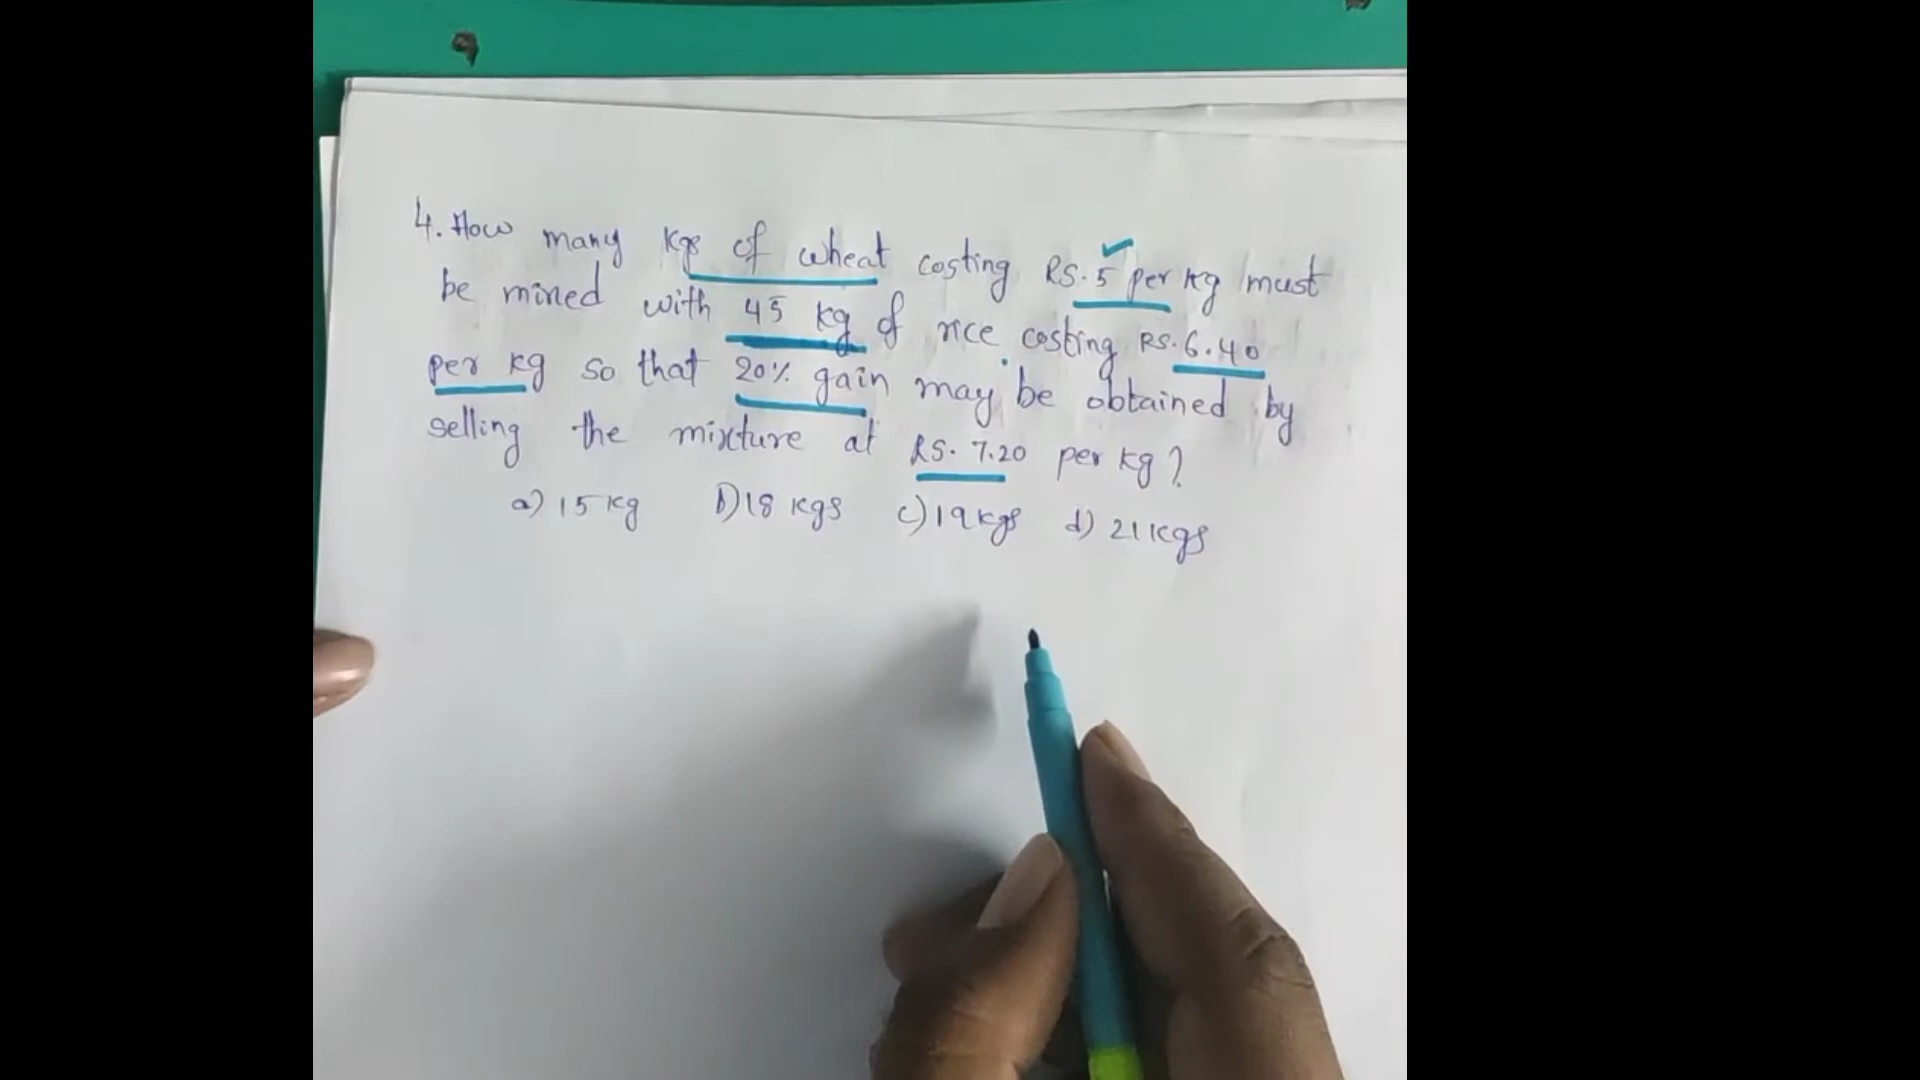 4. How many kgs of wheat costing RS. 5 per kg must
be mined with 45 kg of rice costing RS. 6.40
per kg so that 20% gain may be obtained by
selling the mixture at RS. 7.20 per kg?
a) 15 kg b) 18 kgs c) 19 kgs d) 21 kgs